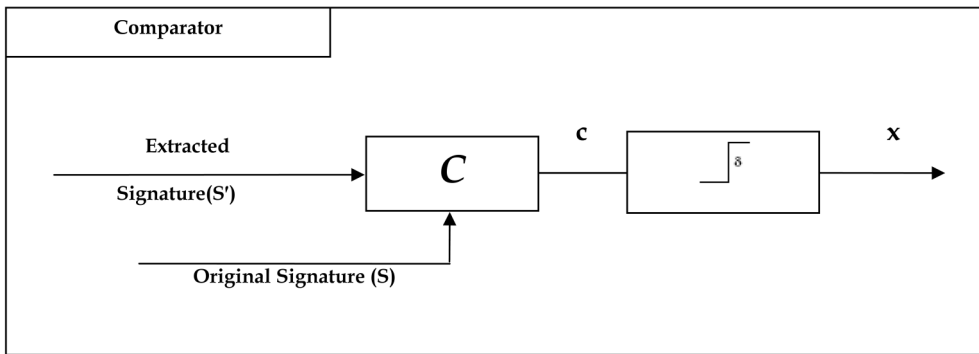 Comparator
Extracted
Signature(S′)
C
Original Signature (S)
c
δ
x